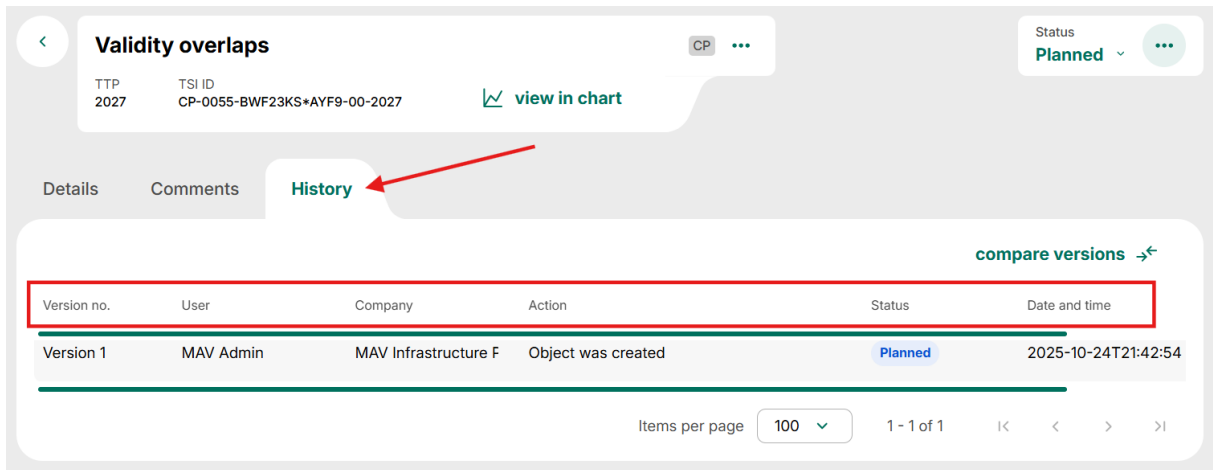 Validity overlaps
CP
Status
Planned
TTP
2027
TSI ID
CP-0055-BWF23KS*AYF9-00-2027
view in chart
Details Comments History
compare versions
Version no. User Company Action Status Date and time
Version 1 MAV Admin MAV Infrastructure Object was created Planned 2025-10-24T21:42:54
Items per page 100 1 - 1 of 1